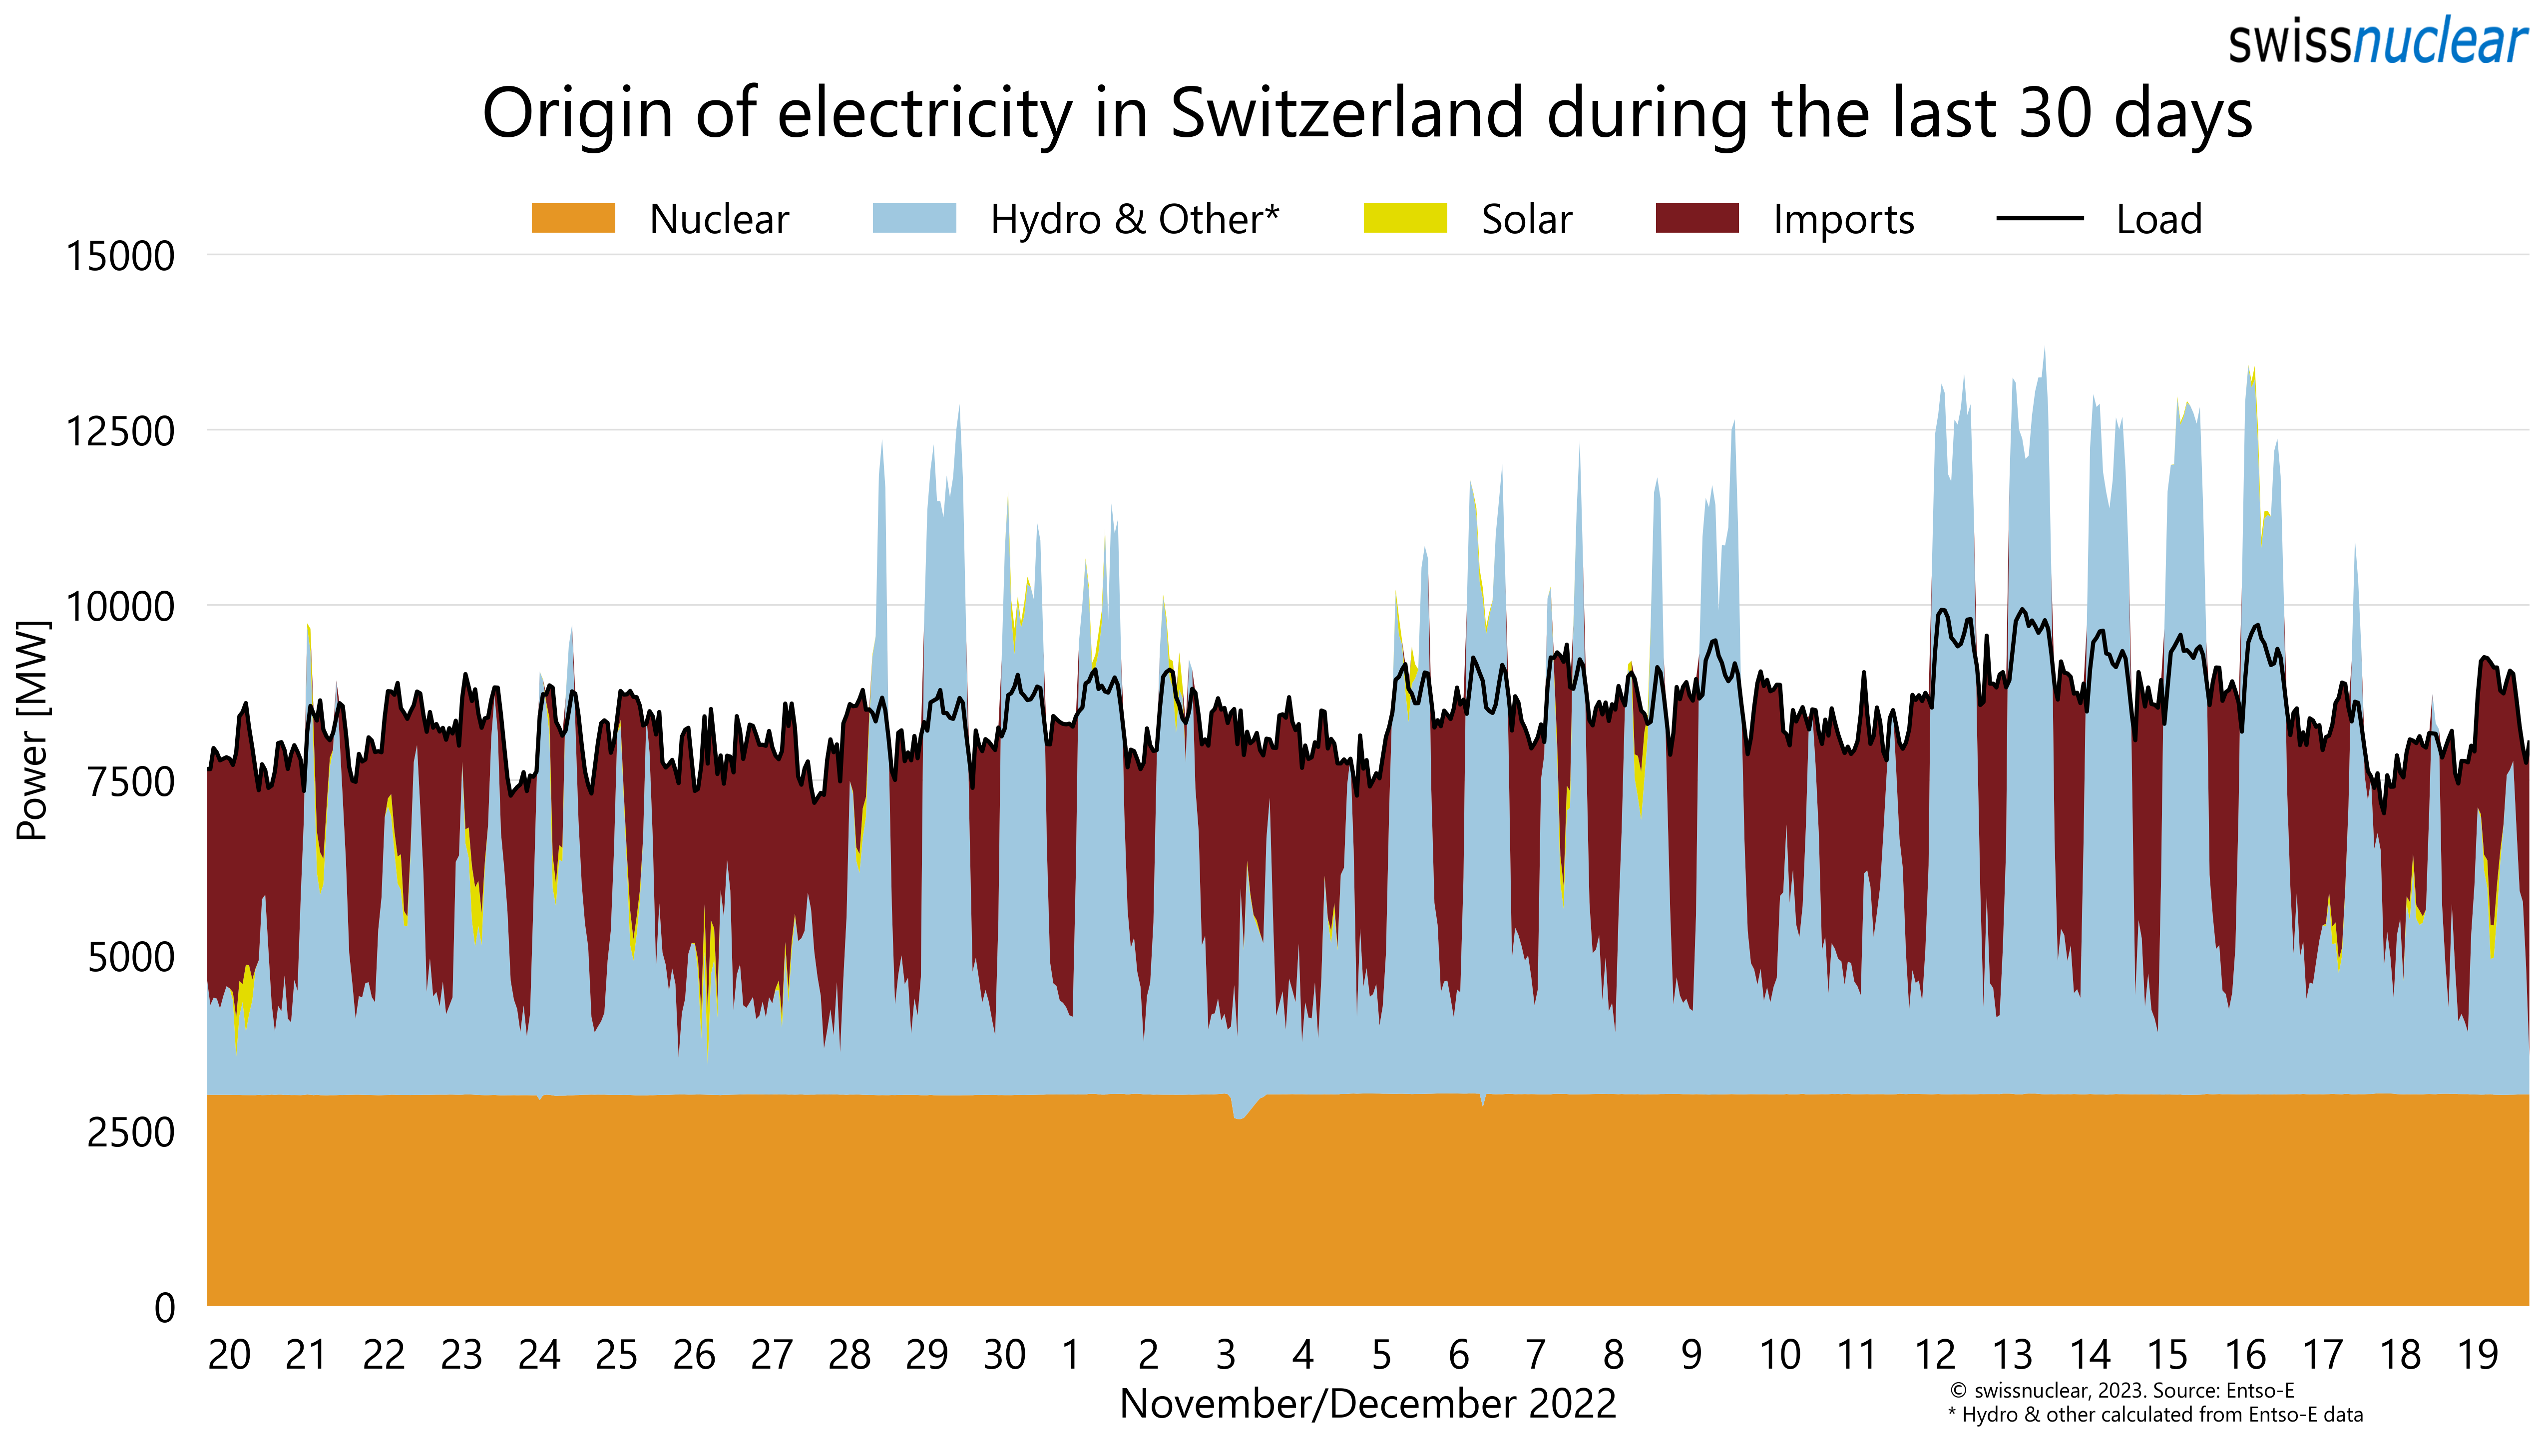 swissnuclear
Origin of electricity in Switzerland during the last 30 days
Nuclear Hydro & Other* Solar Imports Load
15000
12500
10000
7500
5000
2500
0
Power [MW]
20 21 22 23 24 25 26 27 28 29 30 1 2 3 4 5 6 7 8 9 10 11 12 13 14 15 16 17 18 19
November/December 2022
© swissnuclear, 2023. Source: Entso-E
* Hydro & other calculated from Entso-E data